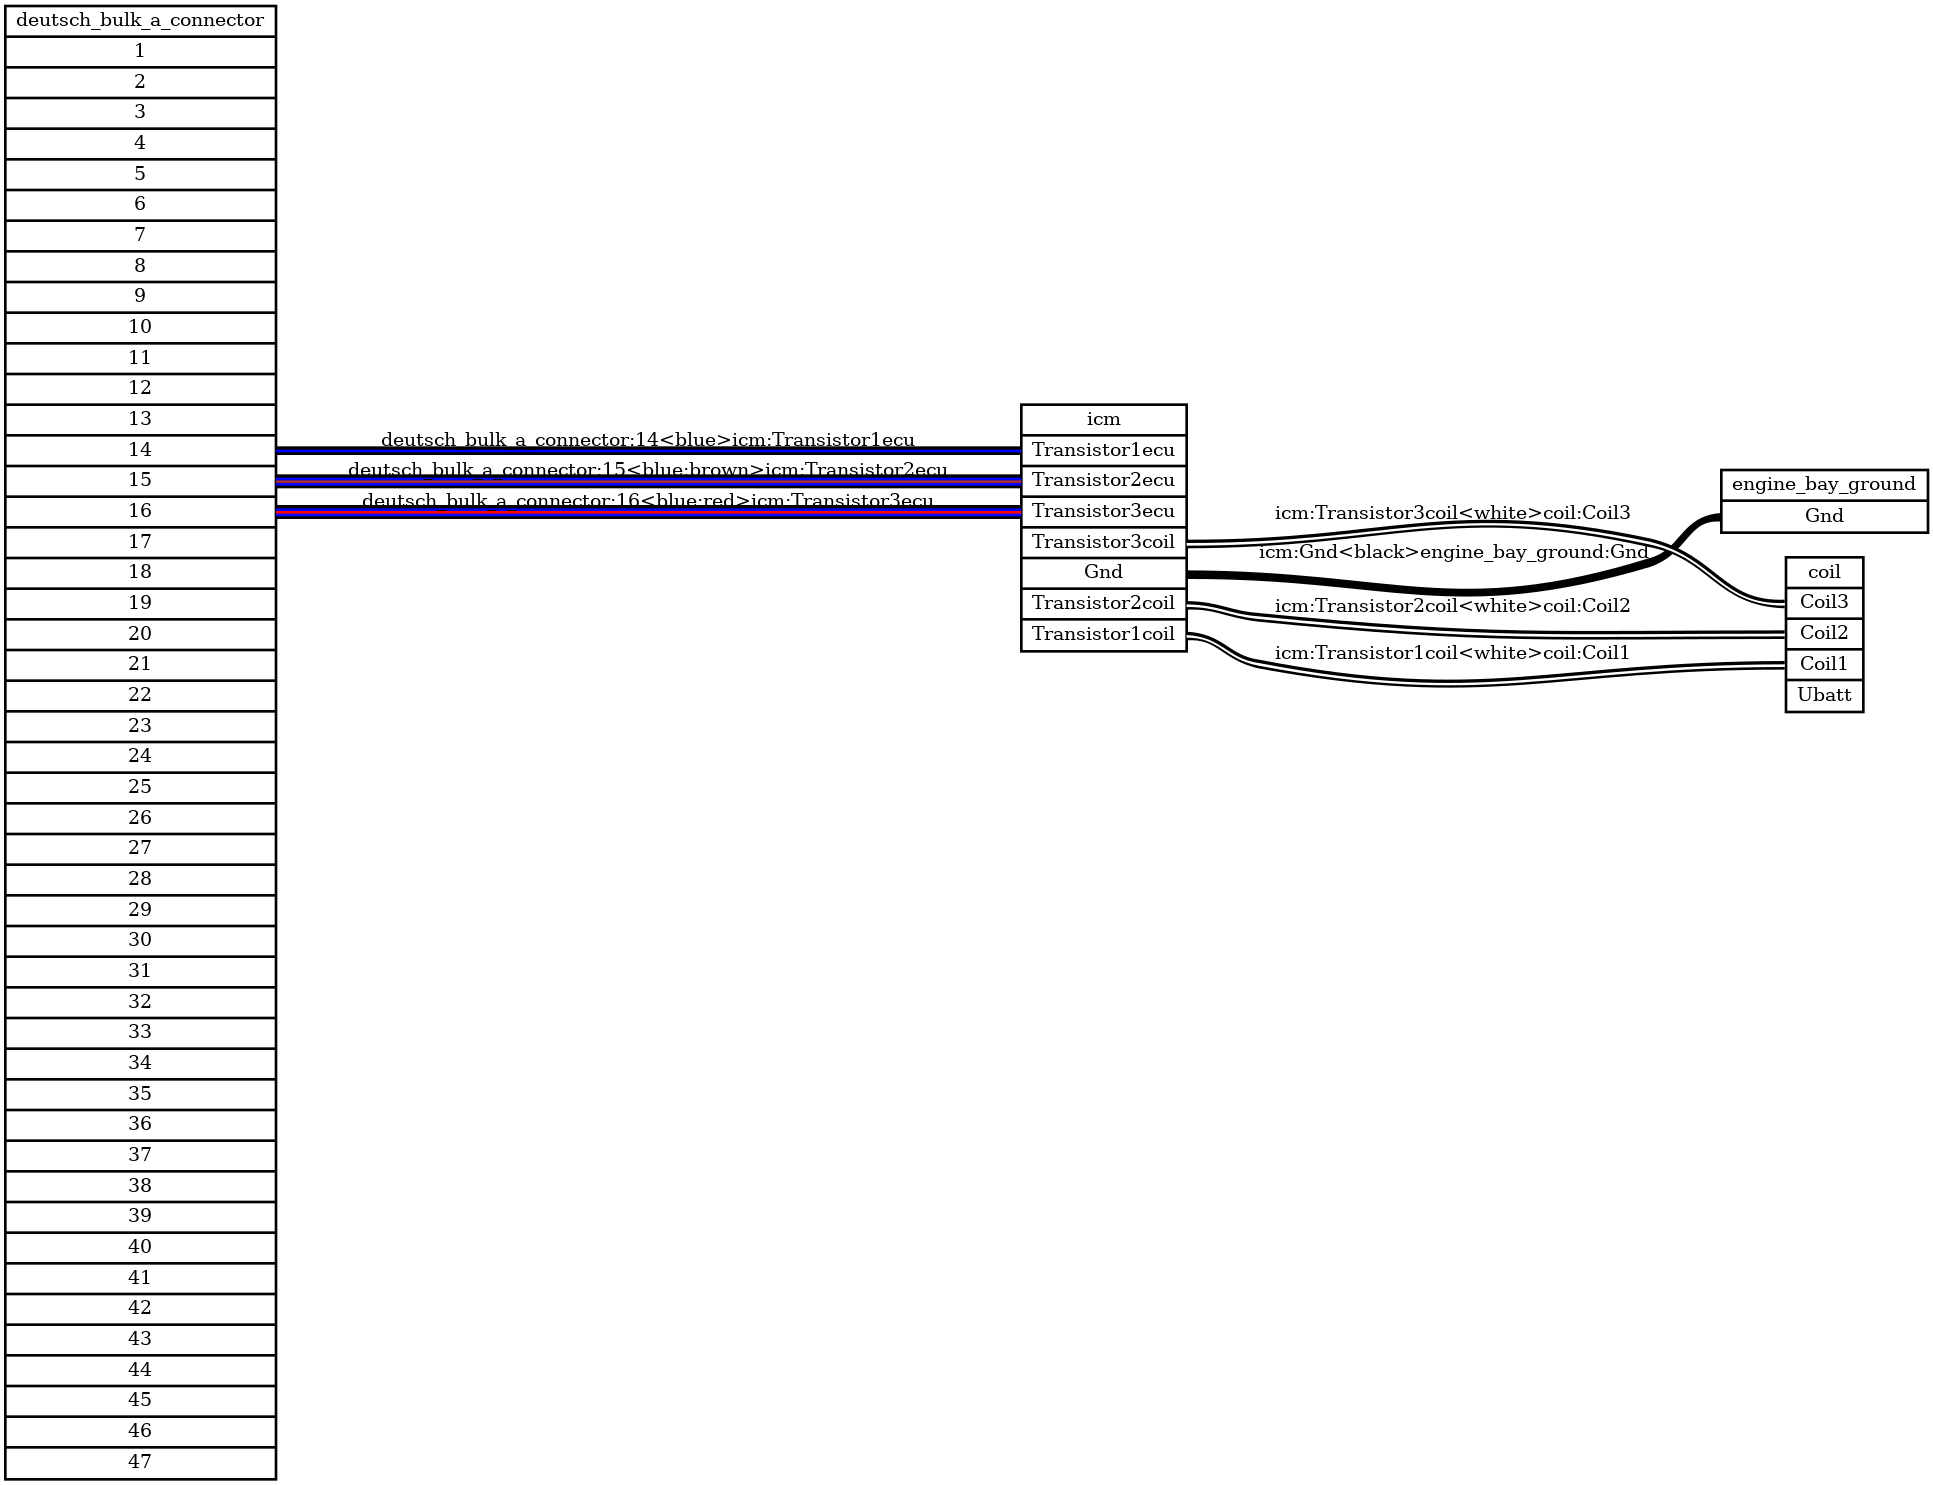 deutsch_bulk_a_connector
1
2
3
4
5
6
7
8
9
10
11
12
13
14
15
16
17
18
19
20
21
22
23
24
25
26
27
28
29
30
31
32
33
34
35
36
37
38
39
40
41
42
43
44
45
46
47
deutsch_bulk_a_connector:14<blue>icm:Transistor1ecu
deutsch_bulk_a_connector:15<blue:brown>icm:Transistor2ecu
deutsch_bulk_a_connector:16<blue:red>icm:Transistor3ecu
icm
Transistor1ecu
Transistor2ecu
Transistor3ecu
Transistor3coil
Gnd
Transistor2coil
Transistor1coil
icm:Transistor3coil<white>coil:Coil3
icm:Gnd<black>engine_bay_ground:Gnd
icm:Transistor2coil<white>coil:Coil2
icm:Transistor1coil<white>coil:Coil1
engine_bay_ground
Gnd
coil
Coil3
Coil2
Coil1
Ubatt